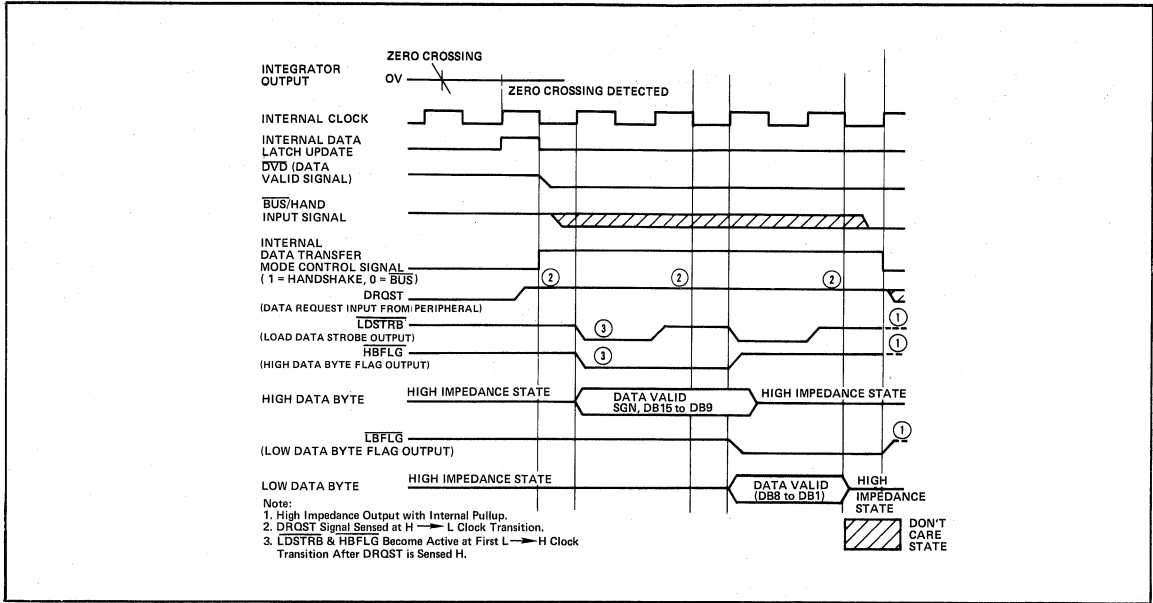 ZERO CROSSING
INTEGRATOR
OUTPUT
OV
ZERO CROSSING DETECTED
INTERNAL CLOCK
INTERNAL DATA
LATCH UPDATE
DVD (DATA
VALID SIGNAL)
BUS/HAND
INPUT SIGNAL
INTERNAL
DATA TRANSFER
MODE CONTROL SIGNAL
( 1 = HANDSHAKE, 0 = BUS)
2
2
2
DRQST
(DATA REQUEST INPUT FROM PERIPHERAL)
LDSTRB
(LOAD DATA STROBE OUTPUT)
3
1
HBFLG
(HIGH DATA BYTE FLAG OUTPUT)
3
1
HIGH DATA BYTE
HIGH IMPEDANCE STATE
DATA VALID
SGN, DB15 to DB9
HIGH IMPEDANCE STATE
LBFLG
(LOW DATA BYTE FLAG OUTPUT)
1
LOW DATA BYTE
HIGH IMPEDANCE STATE
DATA VALID
(DB8 to DB1)
HIGH
IMPEDANCE
STATE
Note:
1. High Impedance Output with Internal Pullup.
2. DRQST Signal Sensed at H → L Clock Transition.
3. LDSTRB & HBFLG Become Active at First L → H Clock
Transition After DRQST is Sensed H.
DON'T
CARE
STATE